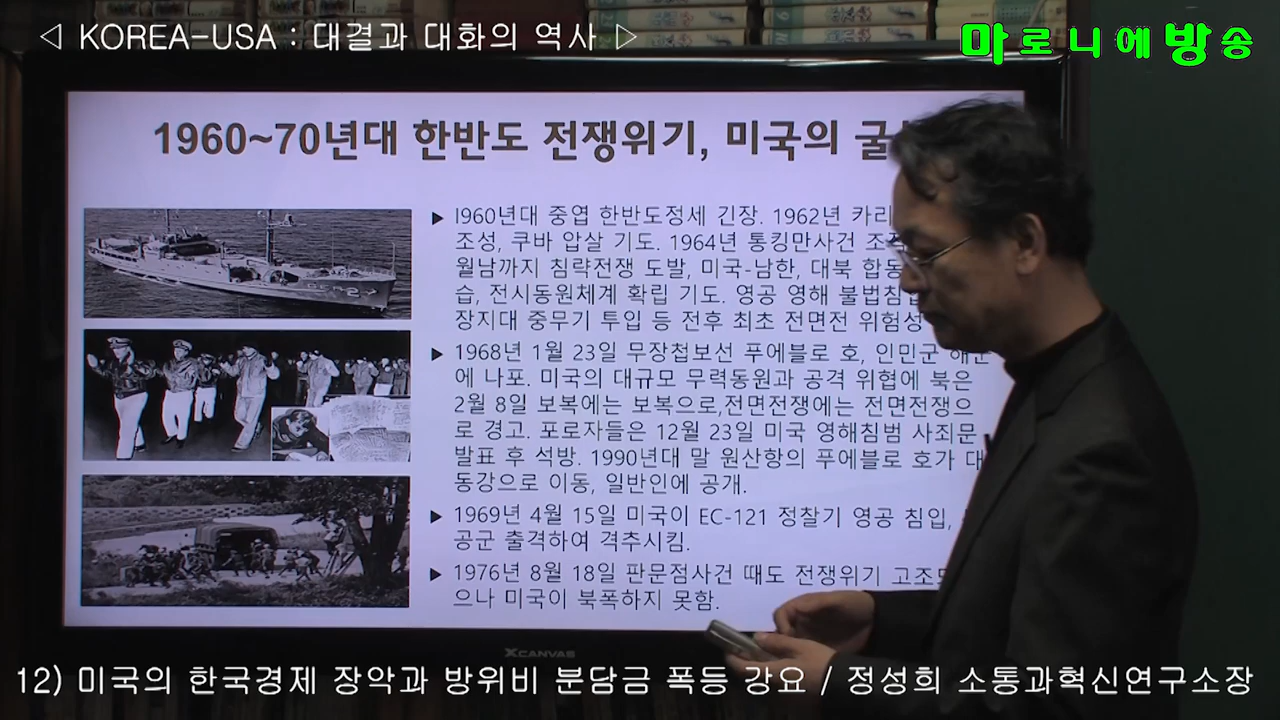 ◁ KOREA-USA : 대결과 대화의 역사 ▷
마로니에방송
1960~70년대 한반도 전쟁위기, 미국의
▶ I960년대 중엽 한반도정세 긴장. 1962년
조성, 쿠바 압살 기도. 1964년 통킹만사건
월남까지 침략전쟁 도발, 미국-남한, 대북
습, 전시동원체계 확립 기도. 영공 영해
장지대 중무기 투입 등 전후 최초 전면전 위험성
▶ 1968년 1월 23일 무장첩보선 푸에블로 호, 인민군 해군
에 나포. 미국의 대규모 무력동원과 공격 위협에 북은
2월 8일 보복에는 보복으로,전면전쟁에는 전면전쟁으
로 경고. 포로자들은 12월 23일 미국 영해침범 사죄문
발표 후 석방. 1990년대 말 원산항의 푸에블로 호가 대
동강으로 이동, 일반인에 공개.
▶ 1969년 4월 15일 미국이 EC-121 정찰기 영공 침입,
공군 출격하여 격추시킴.
▶ 1976년 8월 18일 판문점사건 때도 전쟁위기
으나 미국이 북폭하지 못함.
XCANVAS
12) 미국의 한국경제 장악과 방위비 분담금 폭등 강요 / 정성희 소통과혁신연구소장